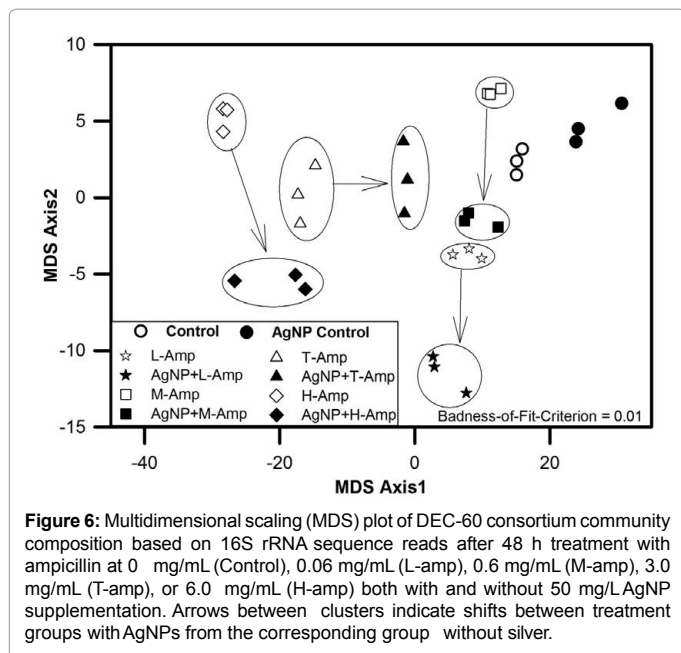 10
5
0
-5
-10
-15
MDS Axis2
Control AgNP Control
L-Amp T-Amp
AgNP+L-Amp AgNP+T-Amp
M-Amp H-Amp
AgNP+M-Amp AgNP+H-Amp
Badness-of-Fit-Criterion = 0.01
-40 -20 0 20
MDS Axis1
Figure 6: Multidimensional scaling (MDS) plot of DEC-60 consortium community
composition based on 16S rRNA sequence reads after 48 h treatment with
ampicillin at 0 mg/mL (Control), 0.06 mg/mL (L-amp), 0.6 mg/mL (M-amp), 3.0
mg/mL (T-amp), or 6.0 mg/mL (H-amp) both with and without 50 mg/L AgNP
supplementation. Arrows between clusters indicate shifts between treatment
groups with AgNPs from the corresponding group without silver.